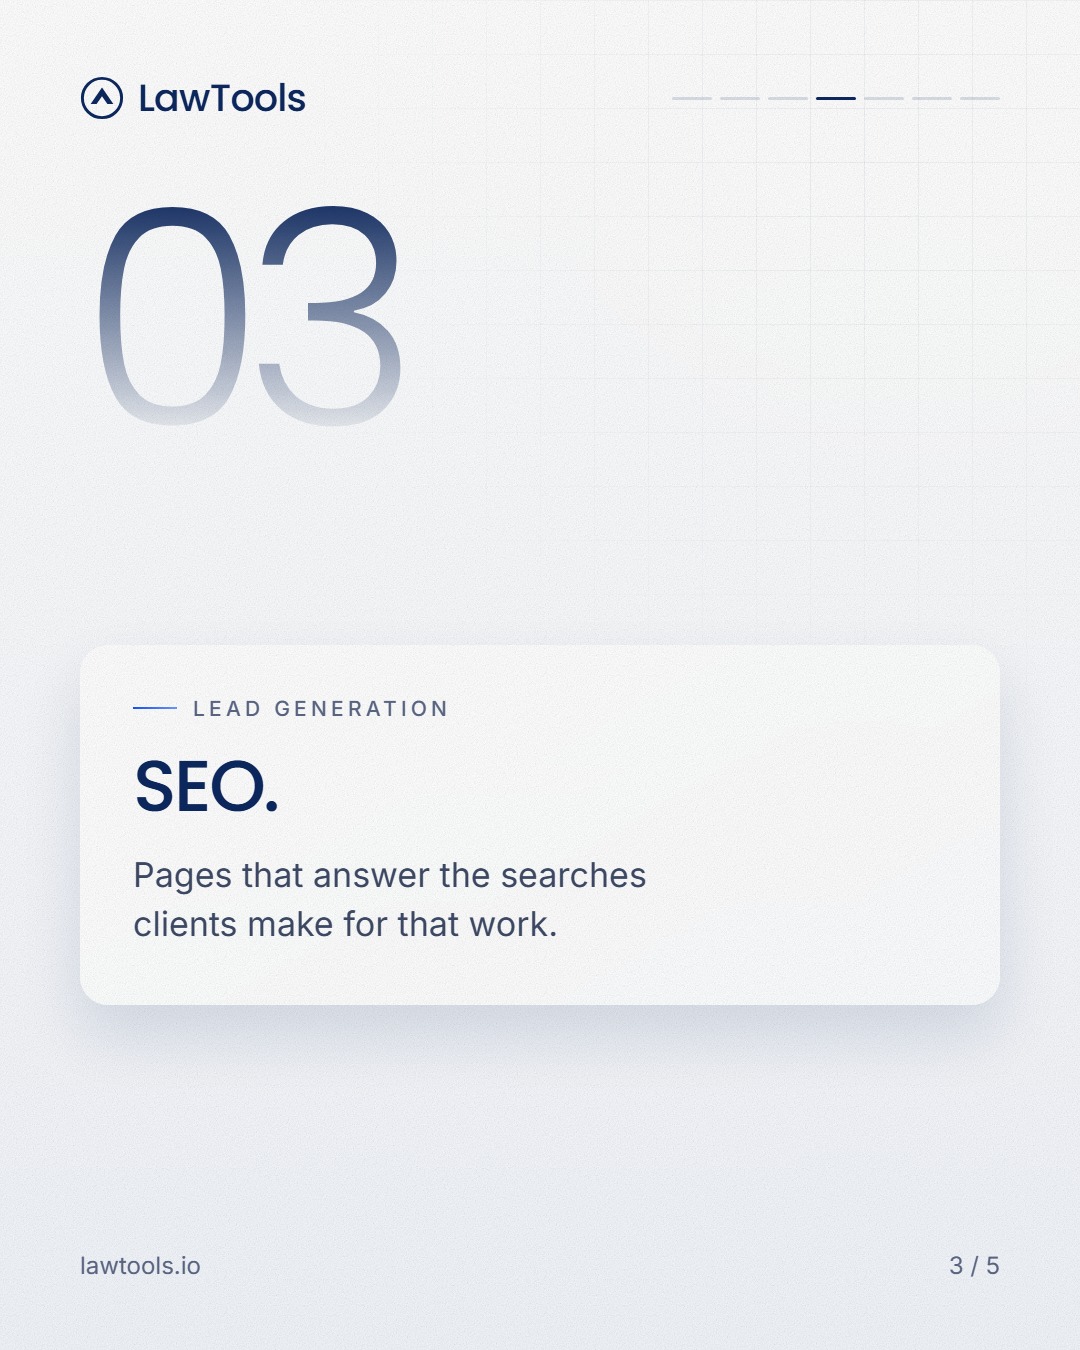 LawTools
03
LEAD GENERATION
SEO.
Pages that answer the searches
clients make for that work.
lawtools.io
3 / 5